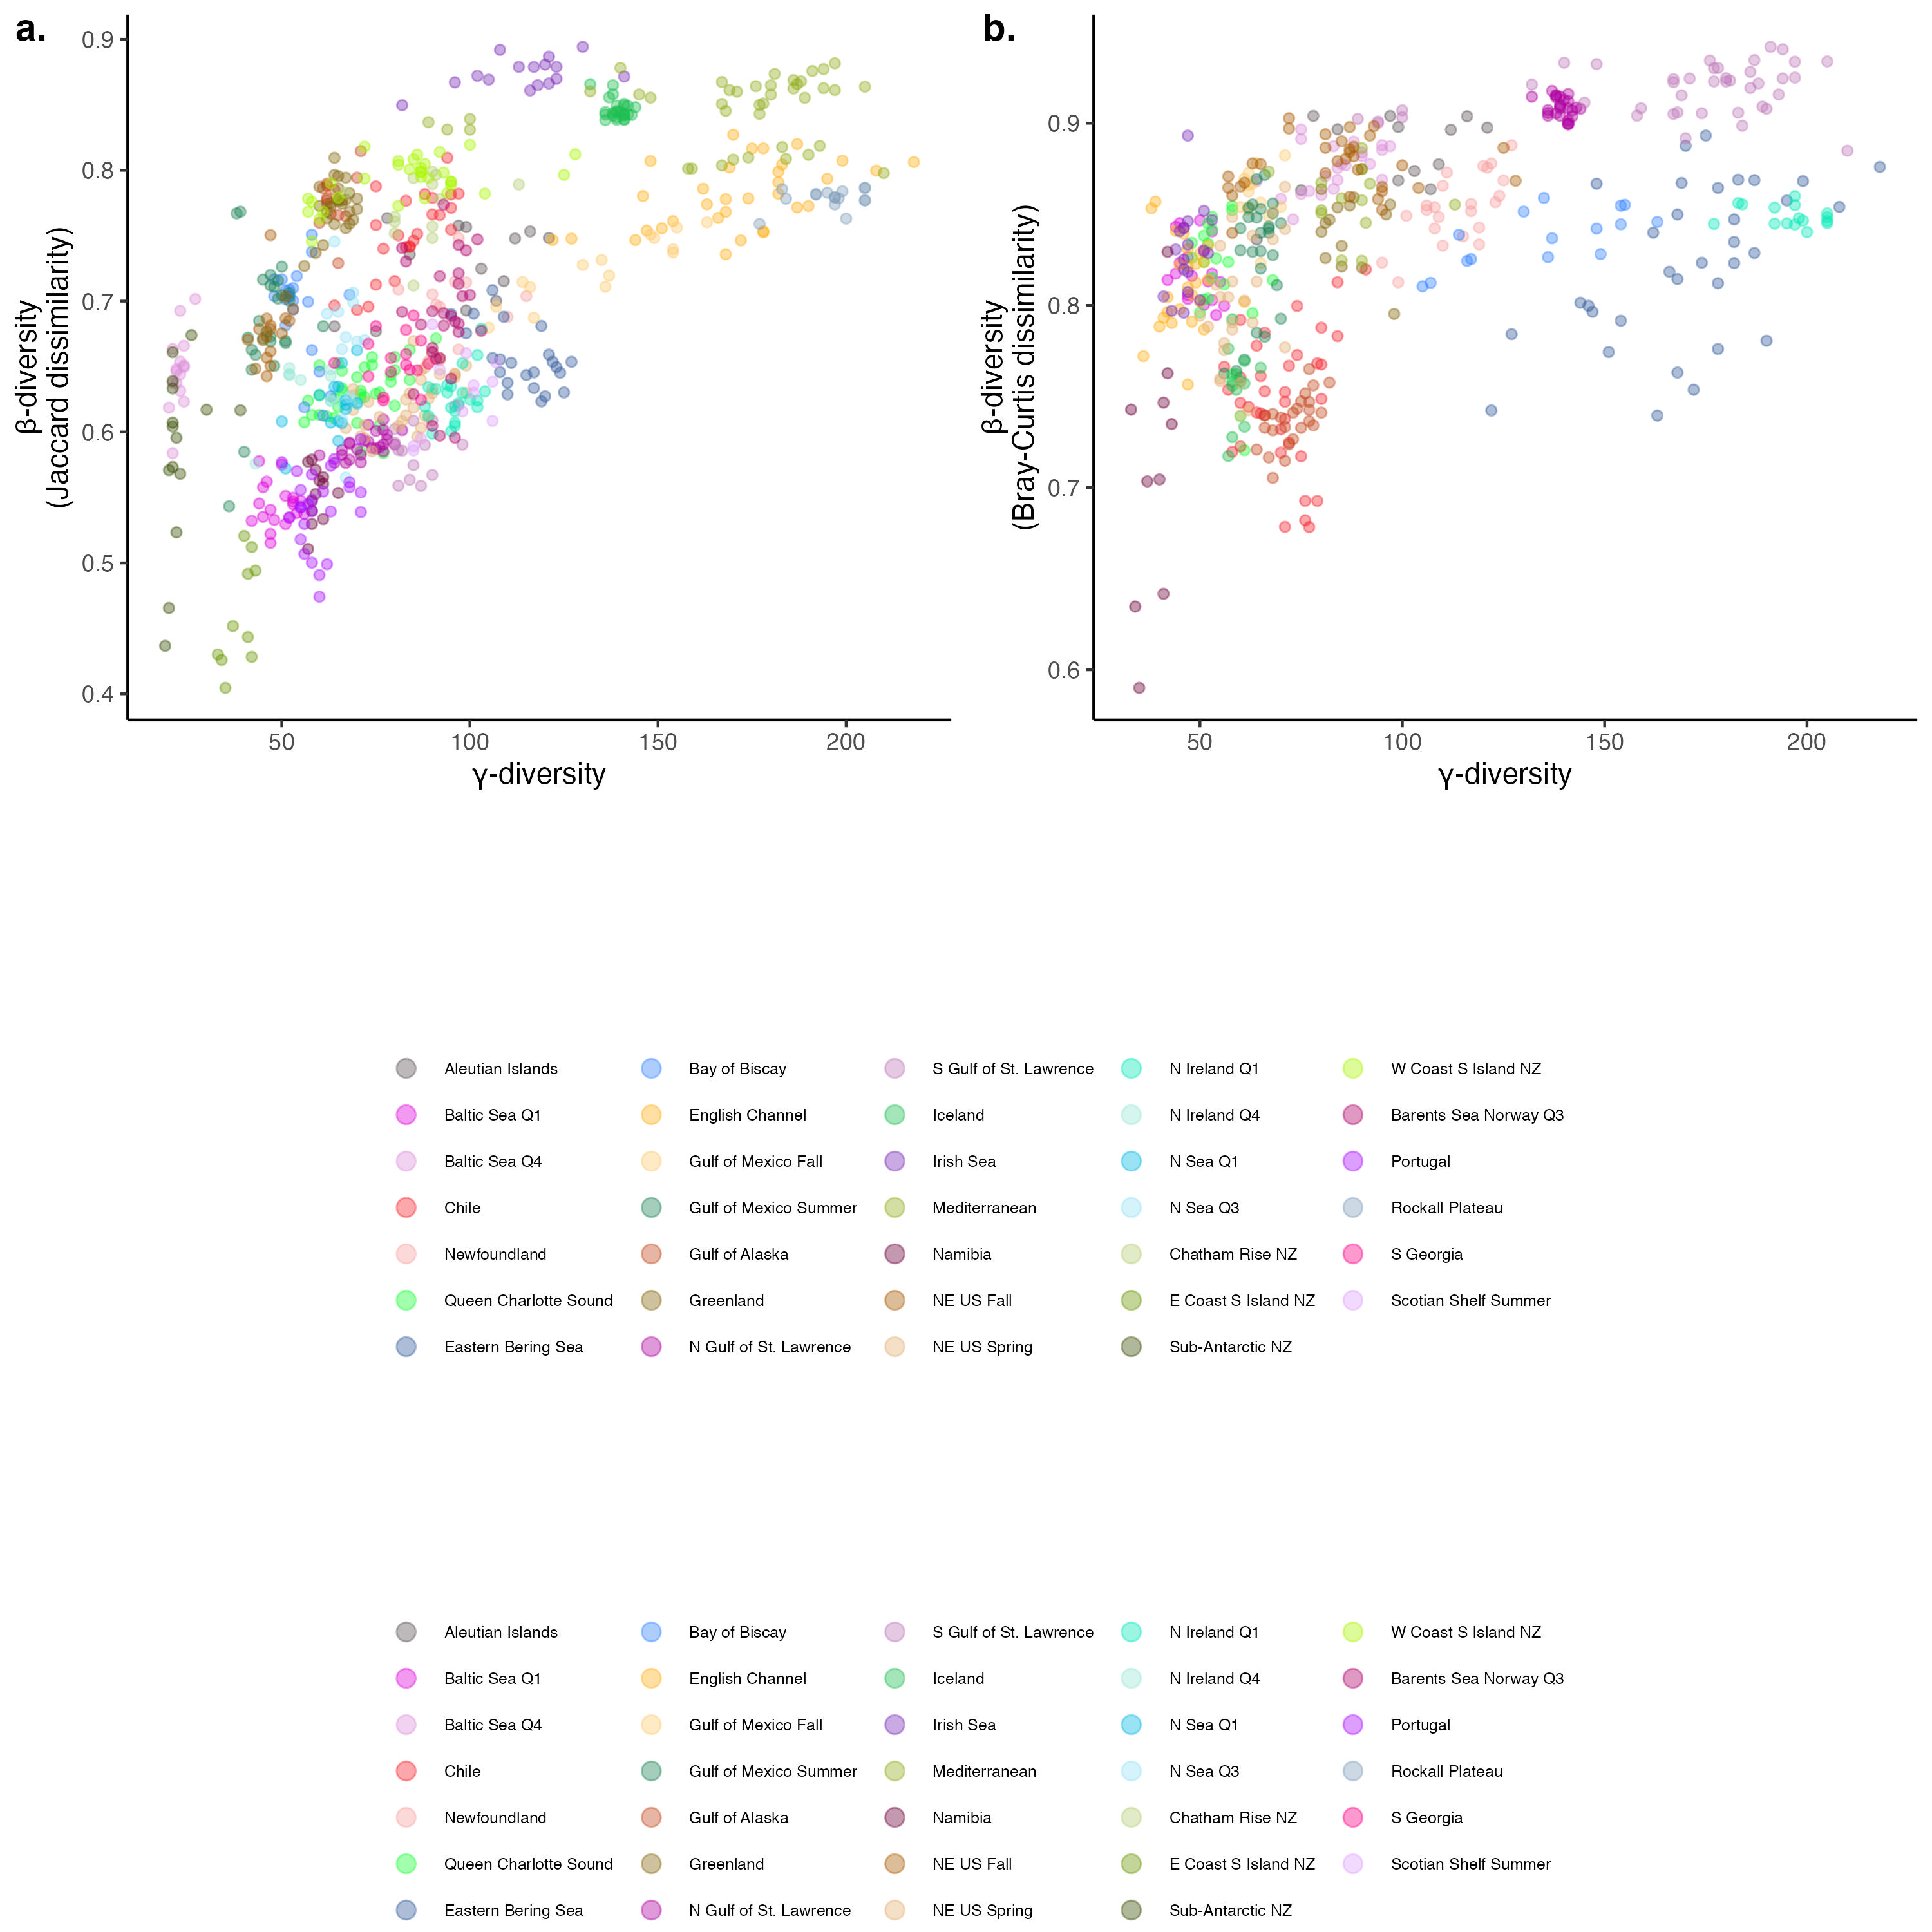 a.
0.9
0.8
0.7
0.6
0.5
0.4
β-diversity
(Jaccard dissimilarity)
50 100 150 200
γ-diversity
b.
0.9
0.8
0.7
0.6
β-diversity
(Bray-Curtis dissimilarity)
50 100 150 200
γ-diversity
Aleutian Islands Bay of Biscay S Gulf of St. Lawrence N Ireland Q1 W Coast S Island NZ
Baltic Sea Q1 English Channel Iceland N Ireland Q4 Barents Sea Norway Q3
Baltic Sea Q4 Gulf of Mexico Fall Irish Sea N Sea Q1 Portugal
Chile Gulf of Mexico Summer Mediterranean N Sea Q3 Rockall Plateau
Newfoundland Gulf of Alaska Namibia Chatham Rise NZ S Georgia
Queen Charlotte Sound Greenland NE US Fall E Coast S Island NZ Scotian Shelf Summer
Eastern Bering Sea N Gulf of St. Lawrence NE US Spring Sub-Antarctic NZ
Aleutian Islands Bay of Biscay S Gulf of St. Lawrence N Ireland Q1 W Coast S Island NZ
Baltic Sea Q1 English Channel Iceland N Ireland Q4 Barents Sea Norway Q3
Baltic Sea Q4 Gulf of Mexico Fall Irish Sea N Sea Q1 Portugal
Chile Gulf of Mexico Summer Mediterranean N Sea Q3 Rockall Plateau
Newfoundland Gulf of Alaska Namibia Chatham Rise NZ S Georgia
Queen Charlotte Sound Greenland NE US Fall E Coast S Island NZ Scotian Shelf Summer
Eastern Bering Sea N Gulf of St. Lawrence NE US Spring Sub-Antarctic NZ